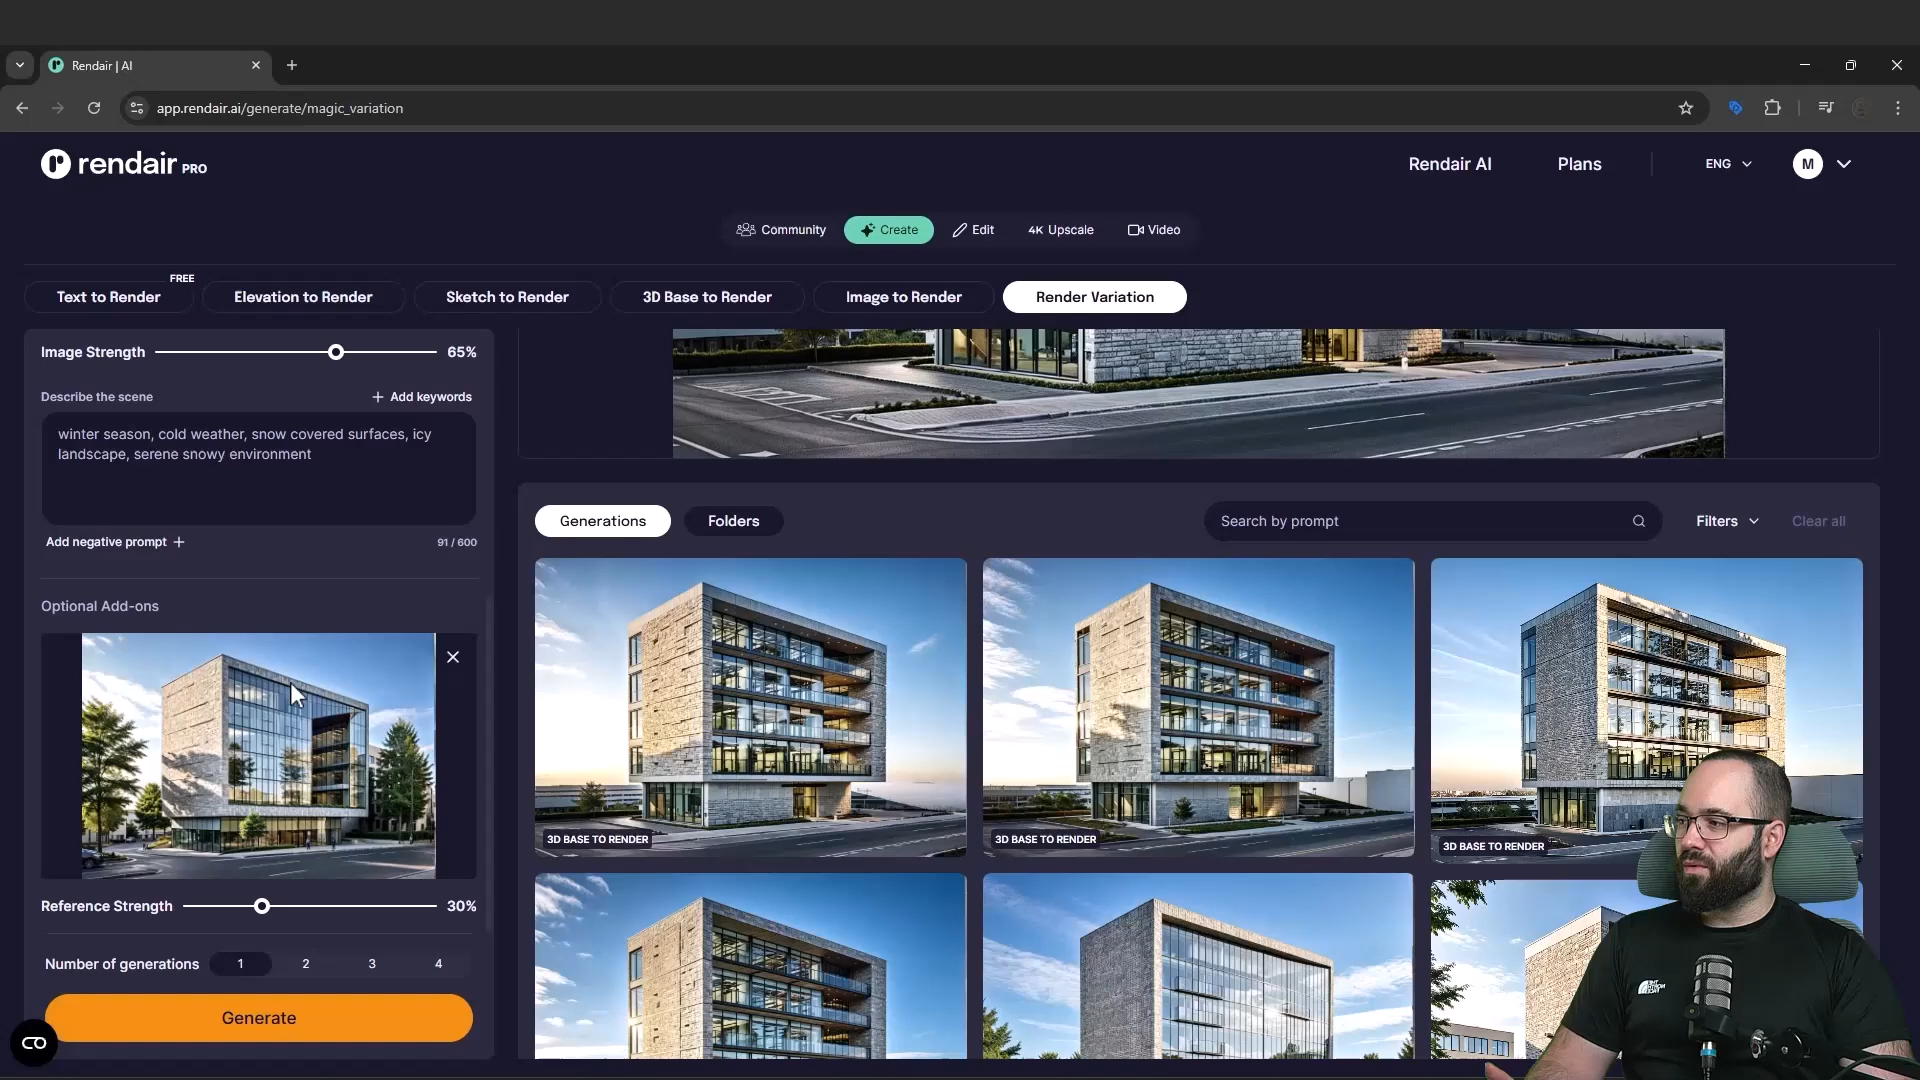 Rendair | AI
app.rendair.ai/generate/magic_variation
rendair PRO
Rendair AI
Plans
ENG
M
Community
Create
Edit
4K Upscale
Video
FREE
Text to Render
Elevation to Render
Sketch to Render
3D Base to Render
Image to Render
Render Variation
Image Strength
65%
Describe the scene
+ Add keywords
winter season, cold weather, snow covered surfaces, icy
landscape, serene snowy environment
Add negative prompt +
91 / 600
Optional Add-ons
Reference Strength
30%
Number of generations
1
2
3
4
Generate
Generations
Folders
Search by prompt
Filters
Clear all
3D BASE TO RENDER
3D BASE TO RENDER
3D BASE TO RENDER